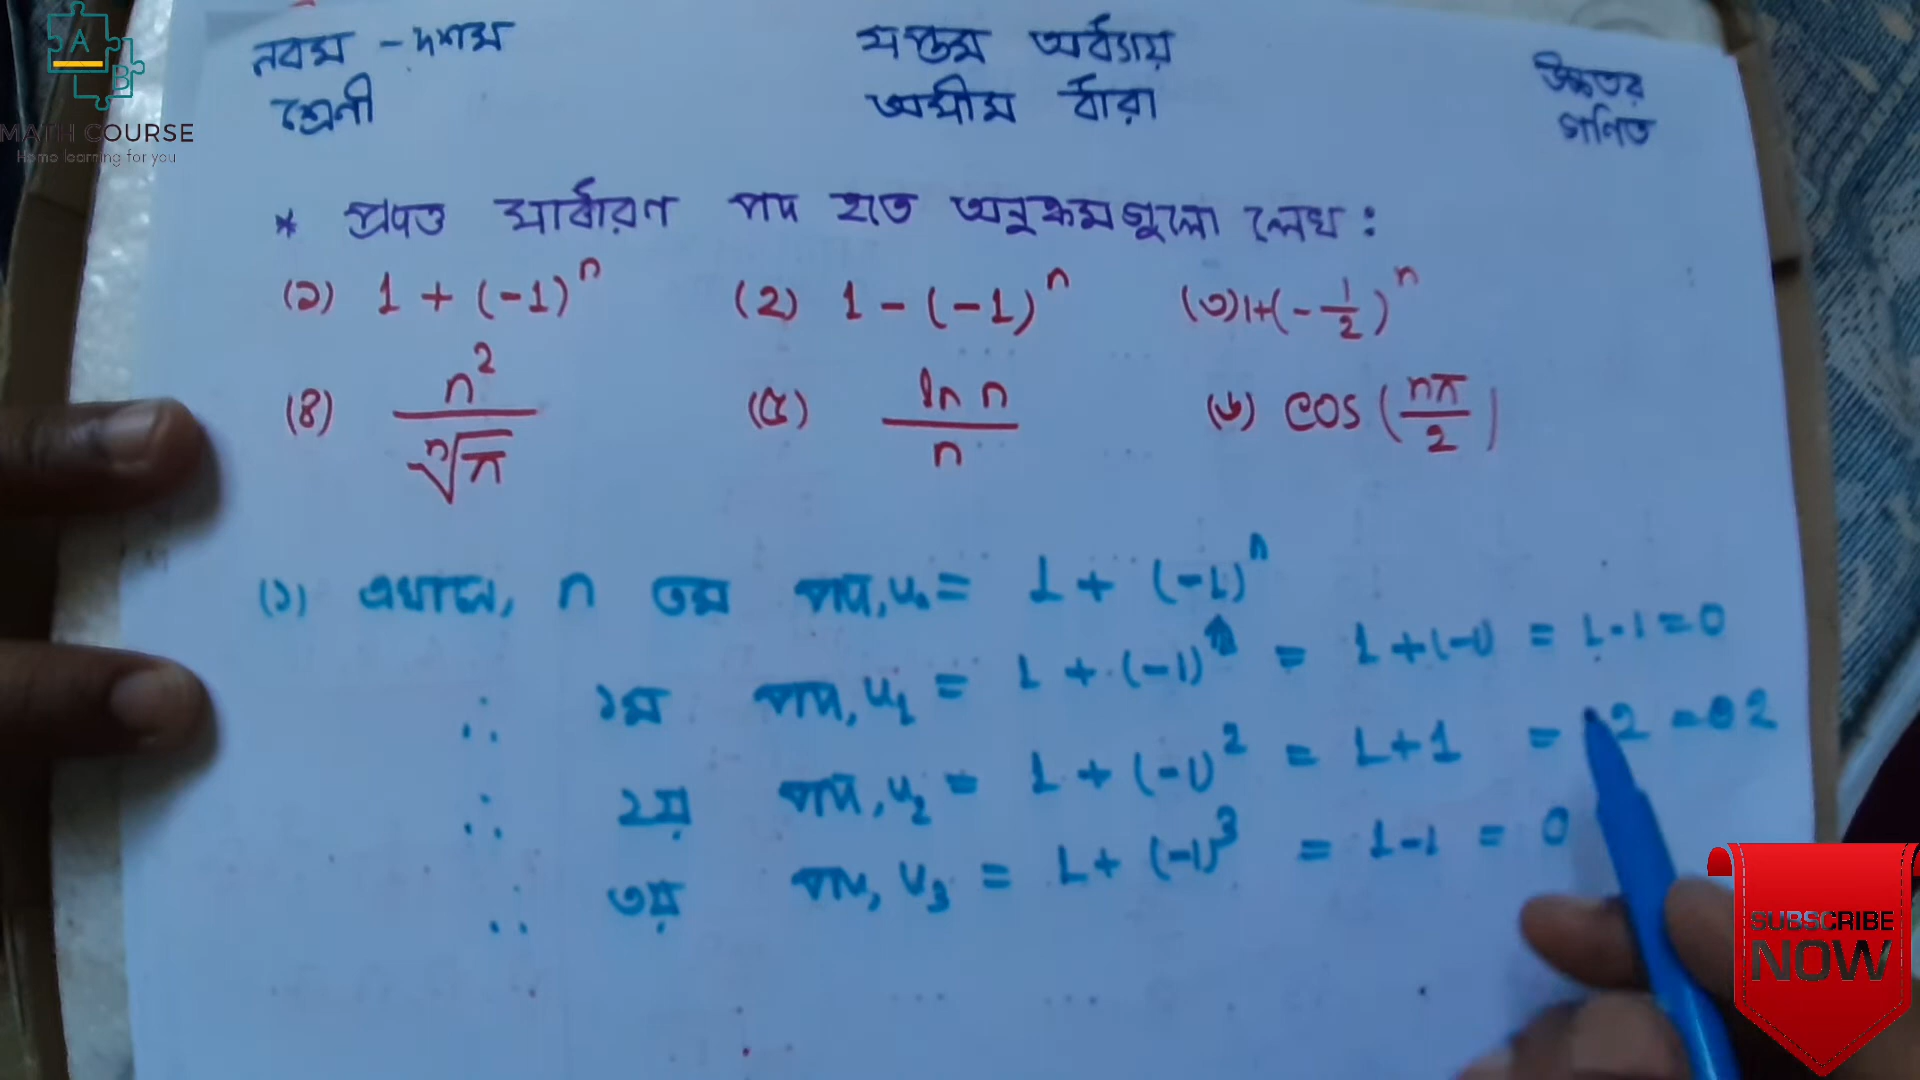 নবম - দশম শ্রেণী
সপ্তম অধ্যায়
অসীম ধারা
উচ্চতর গণিত
A
B
MATH COURSE
Home learning for you
* প্রদত্ত সাধারণ পদ হতে অনুক্রমগুলো লেখ :
(১) 1 + (-1)^n (২) 1 - (-1)^n (৩) 1+(-1/2)^n
(৪) n^2/ⁿ√π (৫) ln n/n (৬) cos(nπ/2)
(১) এখানে, n তম পদ, uₙ = 1 + (-1)^n
∴ ১ম পদ, u₁ = 1 + (-1)^1 = 1 + (-1) = 1-1=0
∴ ২য় পদ, u₂ = 1 + (-1)^2 = 1+1 = 2 = 2
∴ ৩য় পদ, u₃ = 1 + (-1)^3 = 1-1 = 0
SUBSCRIBE
NOW